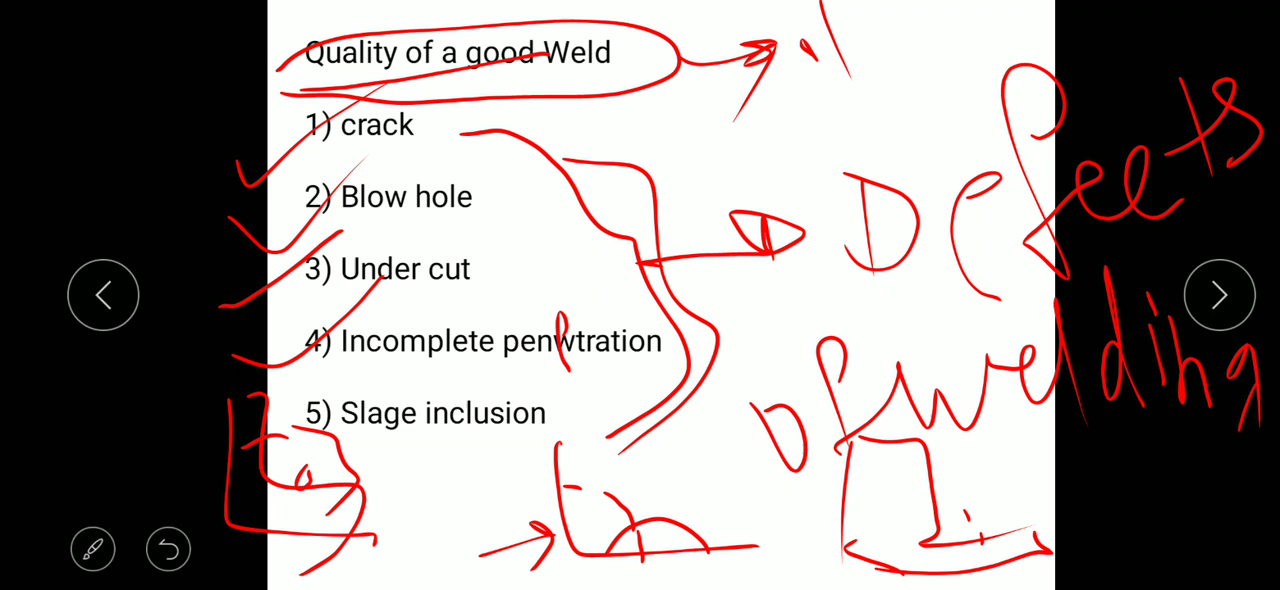 Quality of a good Weld
1) crack
2) Blow hole
3) Under cut
4) Incomplete penwtration
5) Slage inclusion
Defects
of welding